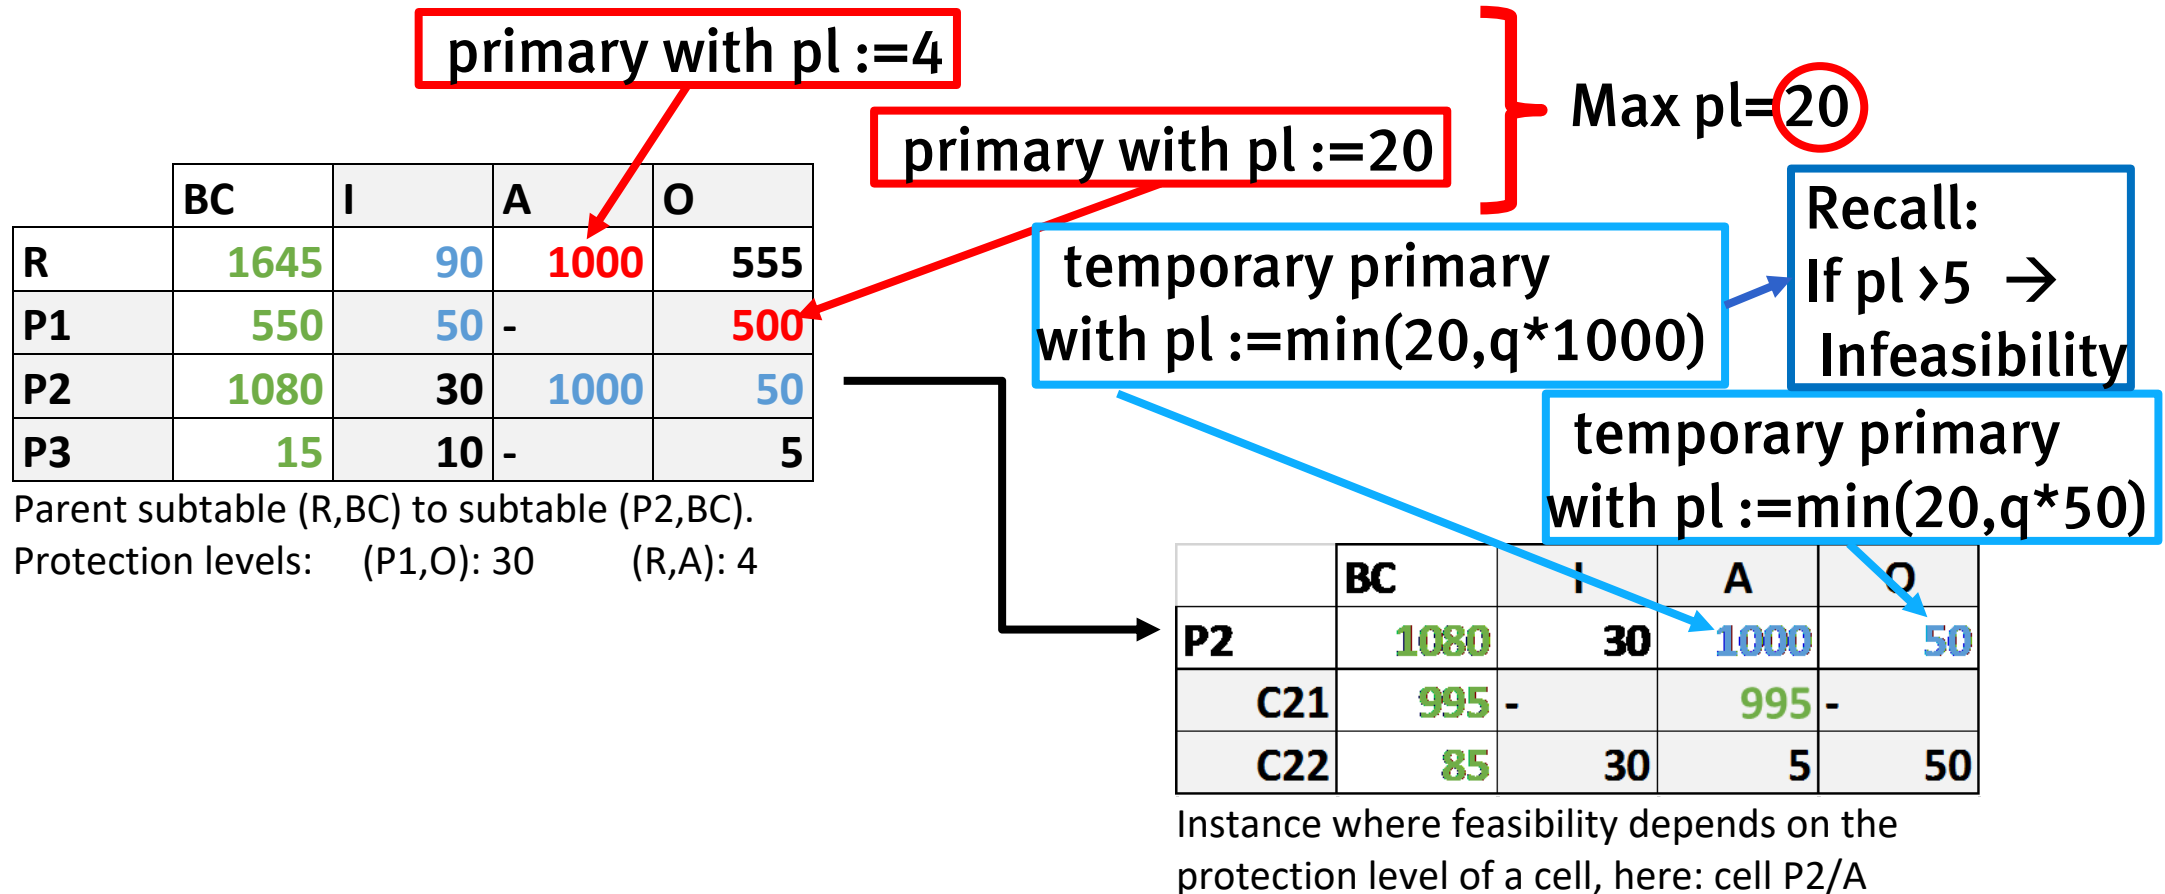 primary with pl :=4
primary with pl :=20
Max pl=20
BC I A O
R 1645 90 1000 555
P1 550 50 - 500
P2 1080 30 1000 50
P3 15 10 - 5
Parent subtable (R,BC) to subtable (P2,BC).
Protection levels: (P1,O): 30 (R,A): 4
temporary primary
with pl :=min(20,q*1000)
Recall:
If pl >5 →
Infeasibility
temporary primary
with pl :=min(20,q*50)
BC I A O
P2 1080 30 1000 50
C21 995 - 995 -
C22 85 30 5 50
Instance where feasibility depends on the
protection level of a cell, here: cell P2/A